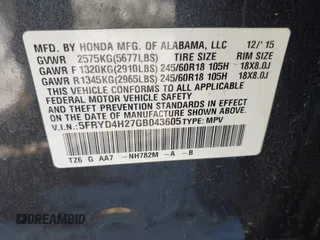 MFD. BY HONDA MFG. OF ALABAMA, LLC 12/'15
GVWR 2575KG(5677LBS) TIRE SIZE RIM SIZE
GAWR F 1320KG(2910LBS) 245/60R18 105H 18X8.0J
GAWR R1345KG(2965LBS) 245/60R18 105H 18X8.0J
THIS VEHICLE CONFORMS TO ALL APPLICABLE
FEDERAL MOTOR VEHICLE SAFETY AND THEFT
PREVENTION STANDARDS IN EFFECT ON THE DATE
OF MANUFACTURE SHOWN ABOVE.
V.I.N.: 5FRYD4H27GB043605 TYPE: MPV
TZ6 G AA7 -NH782M -A -B
DREAMBID